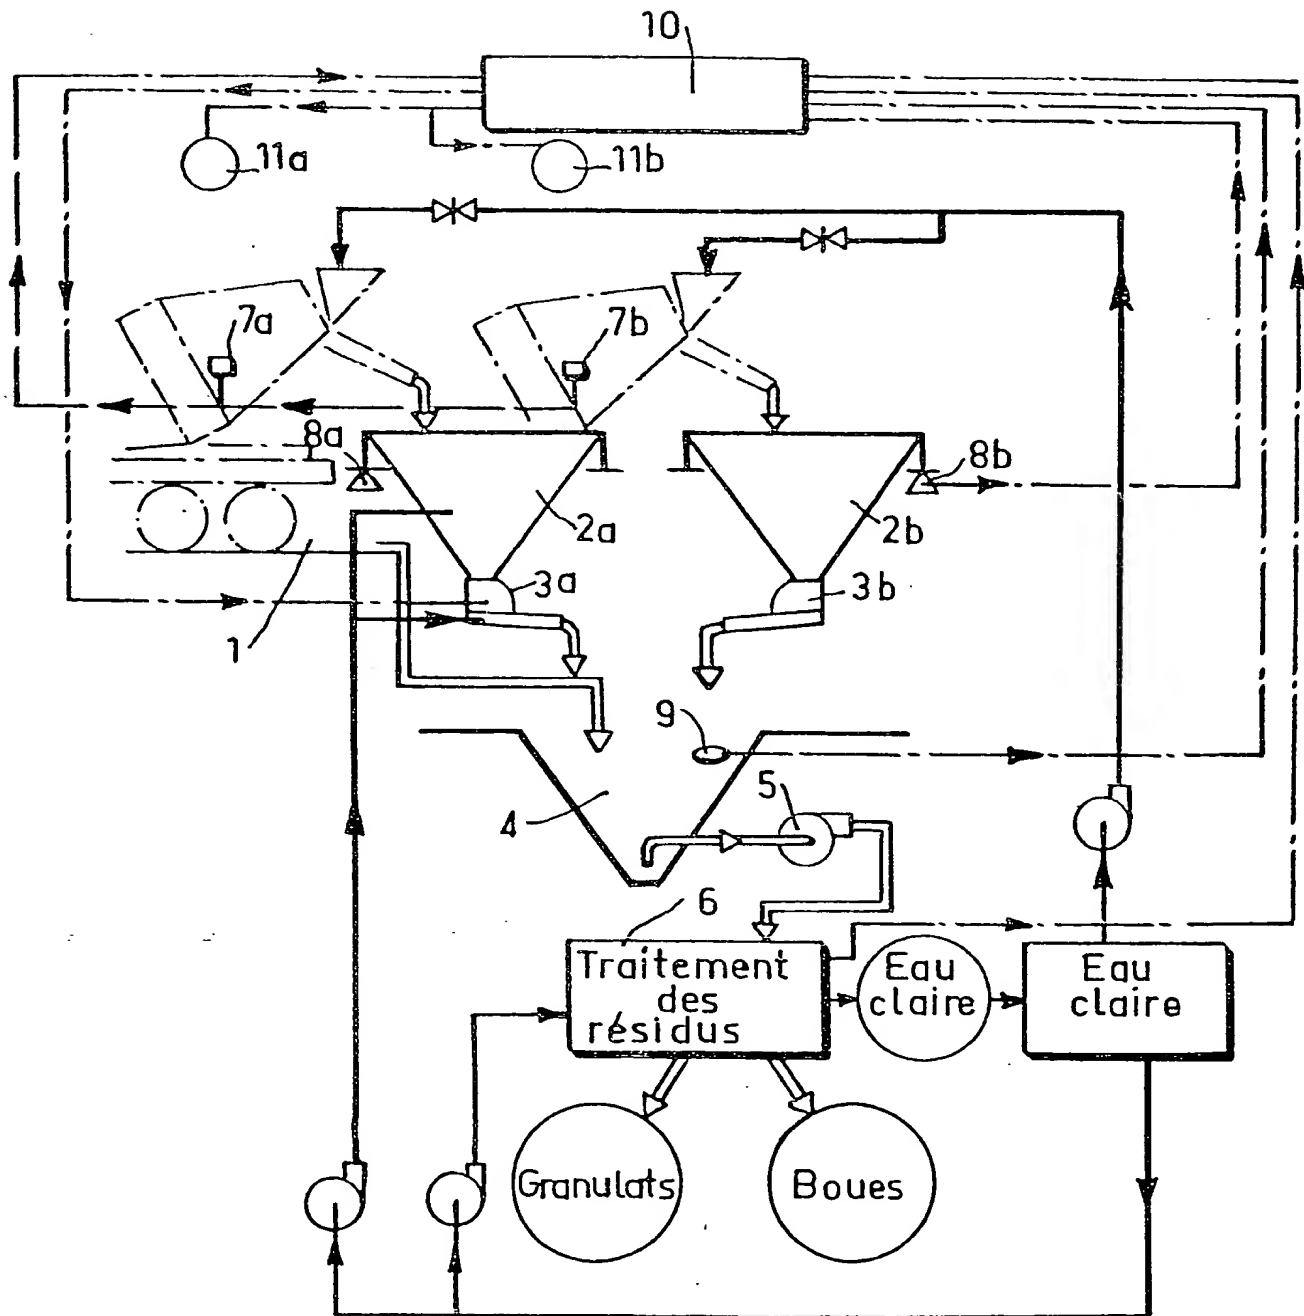 10
11a
11b
7a
7b
8a
8b
2a
2b
3a
3b
1
9
5
4
6
Traitement
des
résidus
Eau
claire
Eau
claire
Granulats
Boues